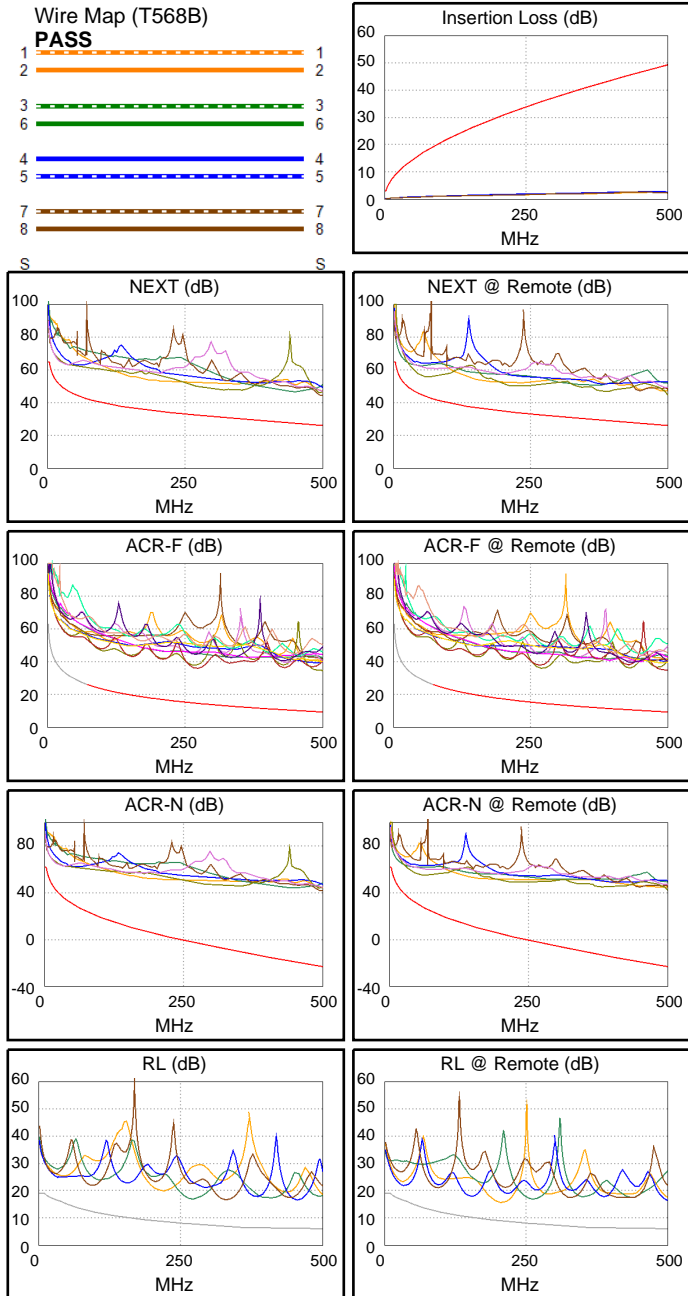 Wire Map (T568B)
PASS
1 1
2 2
3 3
6 6
4 4
5 5
7 7
8 8
S S
Insertion Loss (dB)
60
50
40
30
20
10
0
0 250 500
MHz
NEXT (dB)
100
80
60
40
20
0
0 250 500
MHz
NEXT @ Remote (dB)
100
80
60
40
20
0
0 250 500
MHz
ACR-F (dB)
100
80
60
40
20
0
0 250 500
MHz
ACR-F @ Remote (dB)
100
80
60
40
20
0
0 250 500
MHz
ACR-N (dB)
80
40
0
-40
0 250 500
MHz
ACR-N @ Remote (dB)
80
40
0
-40
0 250 500
MHz
RL (dB)
60
50
40
30
20
10
0
0 250 500
MHz
RL @ Remote (dB)
60
50
40
30
20
10
0
0 250 500
MHz